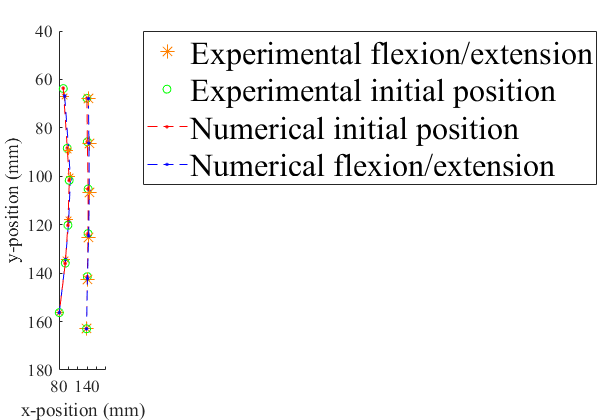 40
60
80
100
120
140
160
180
y-position (mm)
80 140
x-position (mm)
Experimental flexion/extension
Experimental initial position
Numerical initial position
Numerical flexion/extension